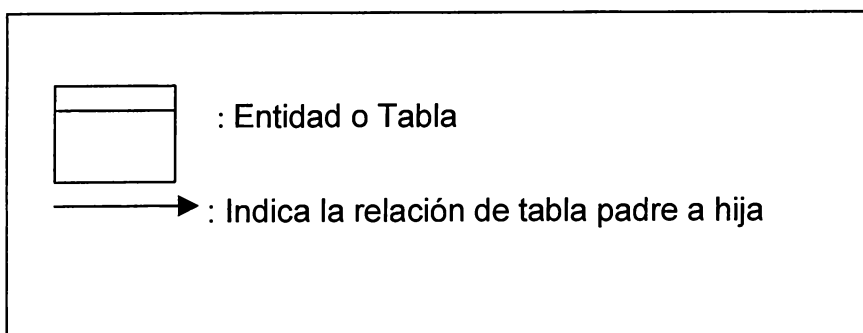 : Entidad o Tabla
: Indica la relación de tabla padre a hija